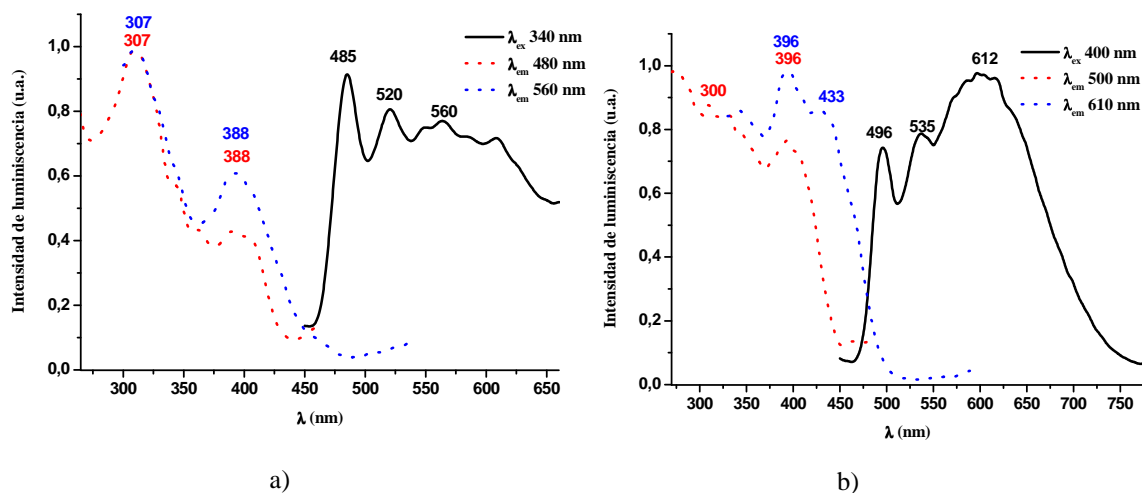 307
307
388
388
485
520
560
λex 340 nm
λem 480 nm
λem 560 nm
1,0
0,8
0,6
0,4
0,2
0,0
Intensidad de luminiscencia (u.a.)
300 350 400 450 500 550 600 650
λ (nm)
a)
300
396
396
433
496
535
612
λex 400 nm
λem 500 nm
λem 610 nm
1,0
0,8
0,6
0,4
0,2
0,0
Intensidad de luminiscencia (u.a.)
300 350 400 450 500 550 600 650 700 750
λ (nm)
b)